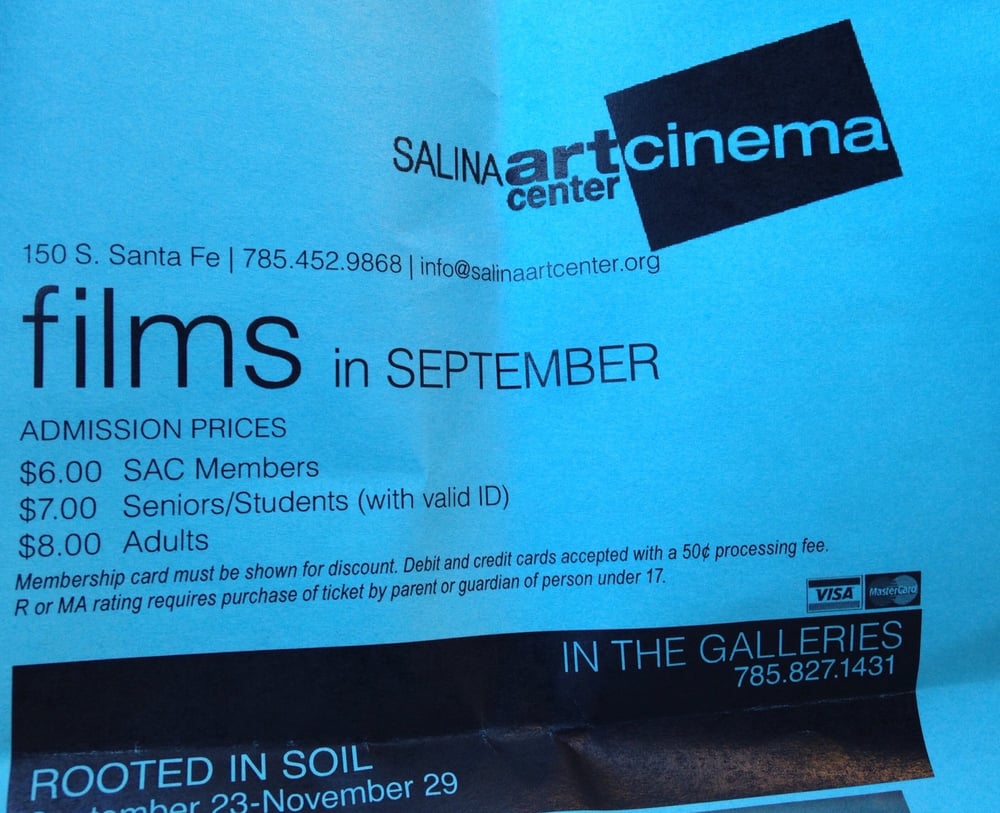 SALINA art cinema
center
150 S. Santa Fe | 785.452.9868 | info@salinaartcenter.org
films in SEPTEMBER
ADMISSION PRICES
$6.00 SAC Members
$7.00 Seniors/Students (with valid ID)
$8.00 Adults
Membership card must be shown for discount. Debit and credit cards accepted with a 50¢ processing fee.
R or MA rating requires purchase of ticket by parent or guardian of person under 17.
VISA MasterCard
IN THE GALLERIES
785.827.1431
ROOTED IN SOIL
September 23-November 29